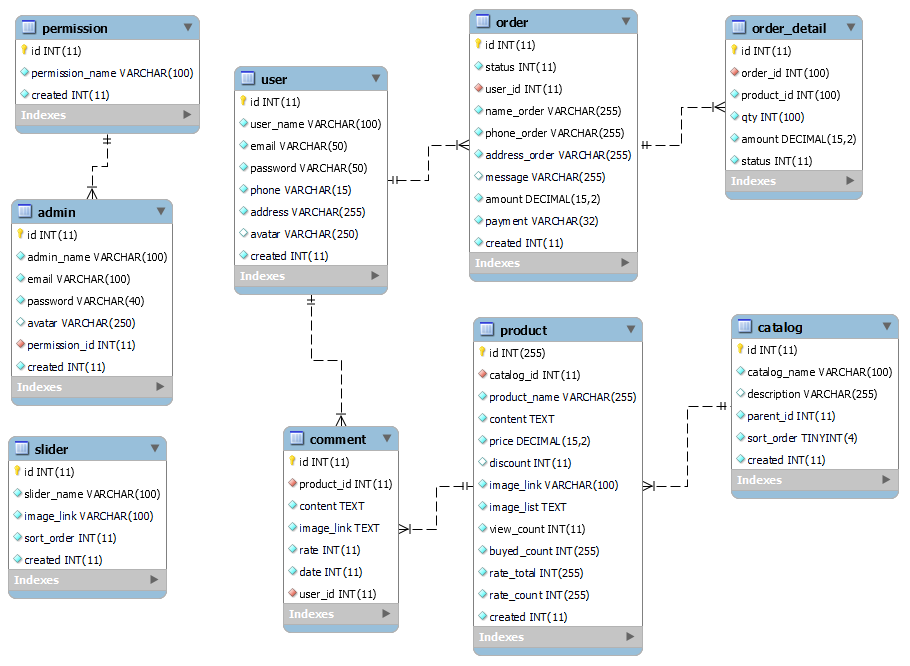 permission
id INT(11)
permission_name VARCHAR(100)
created INT(11)
Indexes
admin
id INT(11)
admin_name VARCHAR(100)
email VARCHAR(100)
password VARCHAR(40)
avatar VARCHAR(250)
permission_id INT(11)
created INT(11)
Indexes
slider
id INT(11)
slider_name VARCHAR(100)
image_link VARCHAR(100)
sort_order INT(11)
created INT(11)
Indexes
user
id INT(11)
user_name VARCHAR(100)
email VARCHAR(50)
password VARCHAR(50)
phone VARCHAR(15)
address VARCHAR(255)
avatar VARCHAR(250)
created INT(11)
Indexes
comment
id INT(11)
product_id INT(11)
content TEXT
image_link TEXT
rate INT(11)
date INT(11)
user_id INT(11)
Indexes
order
id INT(11)
status INT(11)
user_id INT(11)
name_order VARCHAR(255)
phone_order VARCHAR(255)
address_order VARCHAR(255)
message VARCHAR(255)
amount DECIMAL(15,2)
payment VARCHAR(32)
created INT(11)
Indexes
product
id INT(255)
catalog_id INT(11)
product_name VARCHAR(255)
content TEXT
price DECIMAL(15,2)
discount INT(11)
image_link VARCHAR(100)
image_list TEXT
view_count INT(11)
buyed_count INT(255)
rate_total INT(255)
rate_count INT(255)
created INT(11)
Indexes
order_detail
id INT(11)
order_id INT(100)
product_id INT(100)
qty INT(100)
amount DECIMAL(15,2)
status INT(11)
Indexes
catalog
id INT(11)
catalog_name VARCHAR(100)
description VARCHAR(255)
parent_id INT(11)
sort_order TINYINT(4)
created INT(11)
Indexes